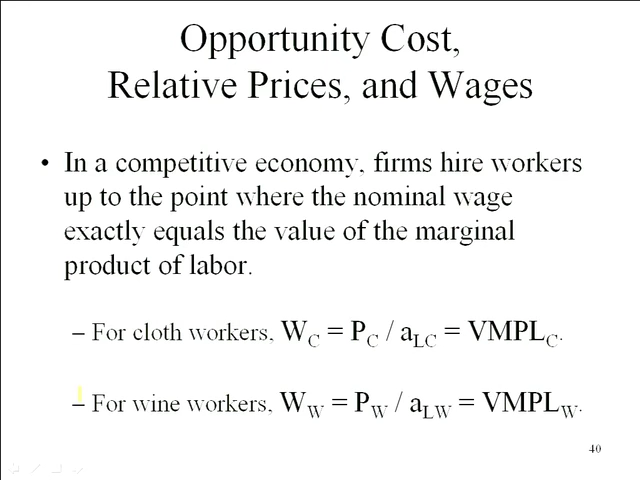 Opportunity Cost,
Relative Prices, and Wages
• In a competitive economy, firms hire workers
up to the point where the nominal wage
exactly equals the value of the marginal
product of labor.
– For cloth workers, W_C = P_C / a_LC = VMPL_C.
– For wine workers, W_W = P_W / a_LW = VMPL_W.
40